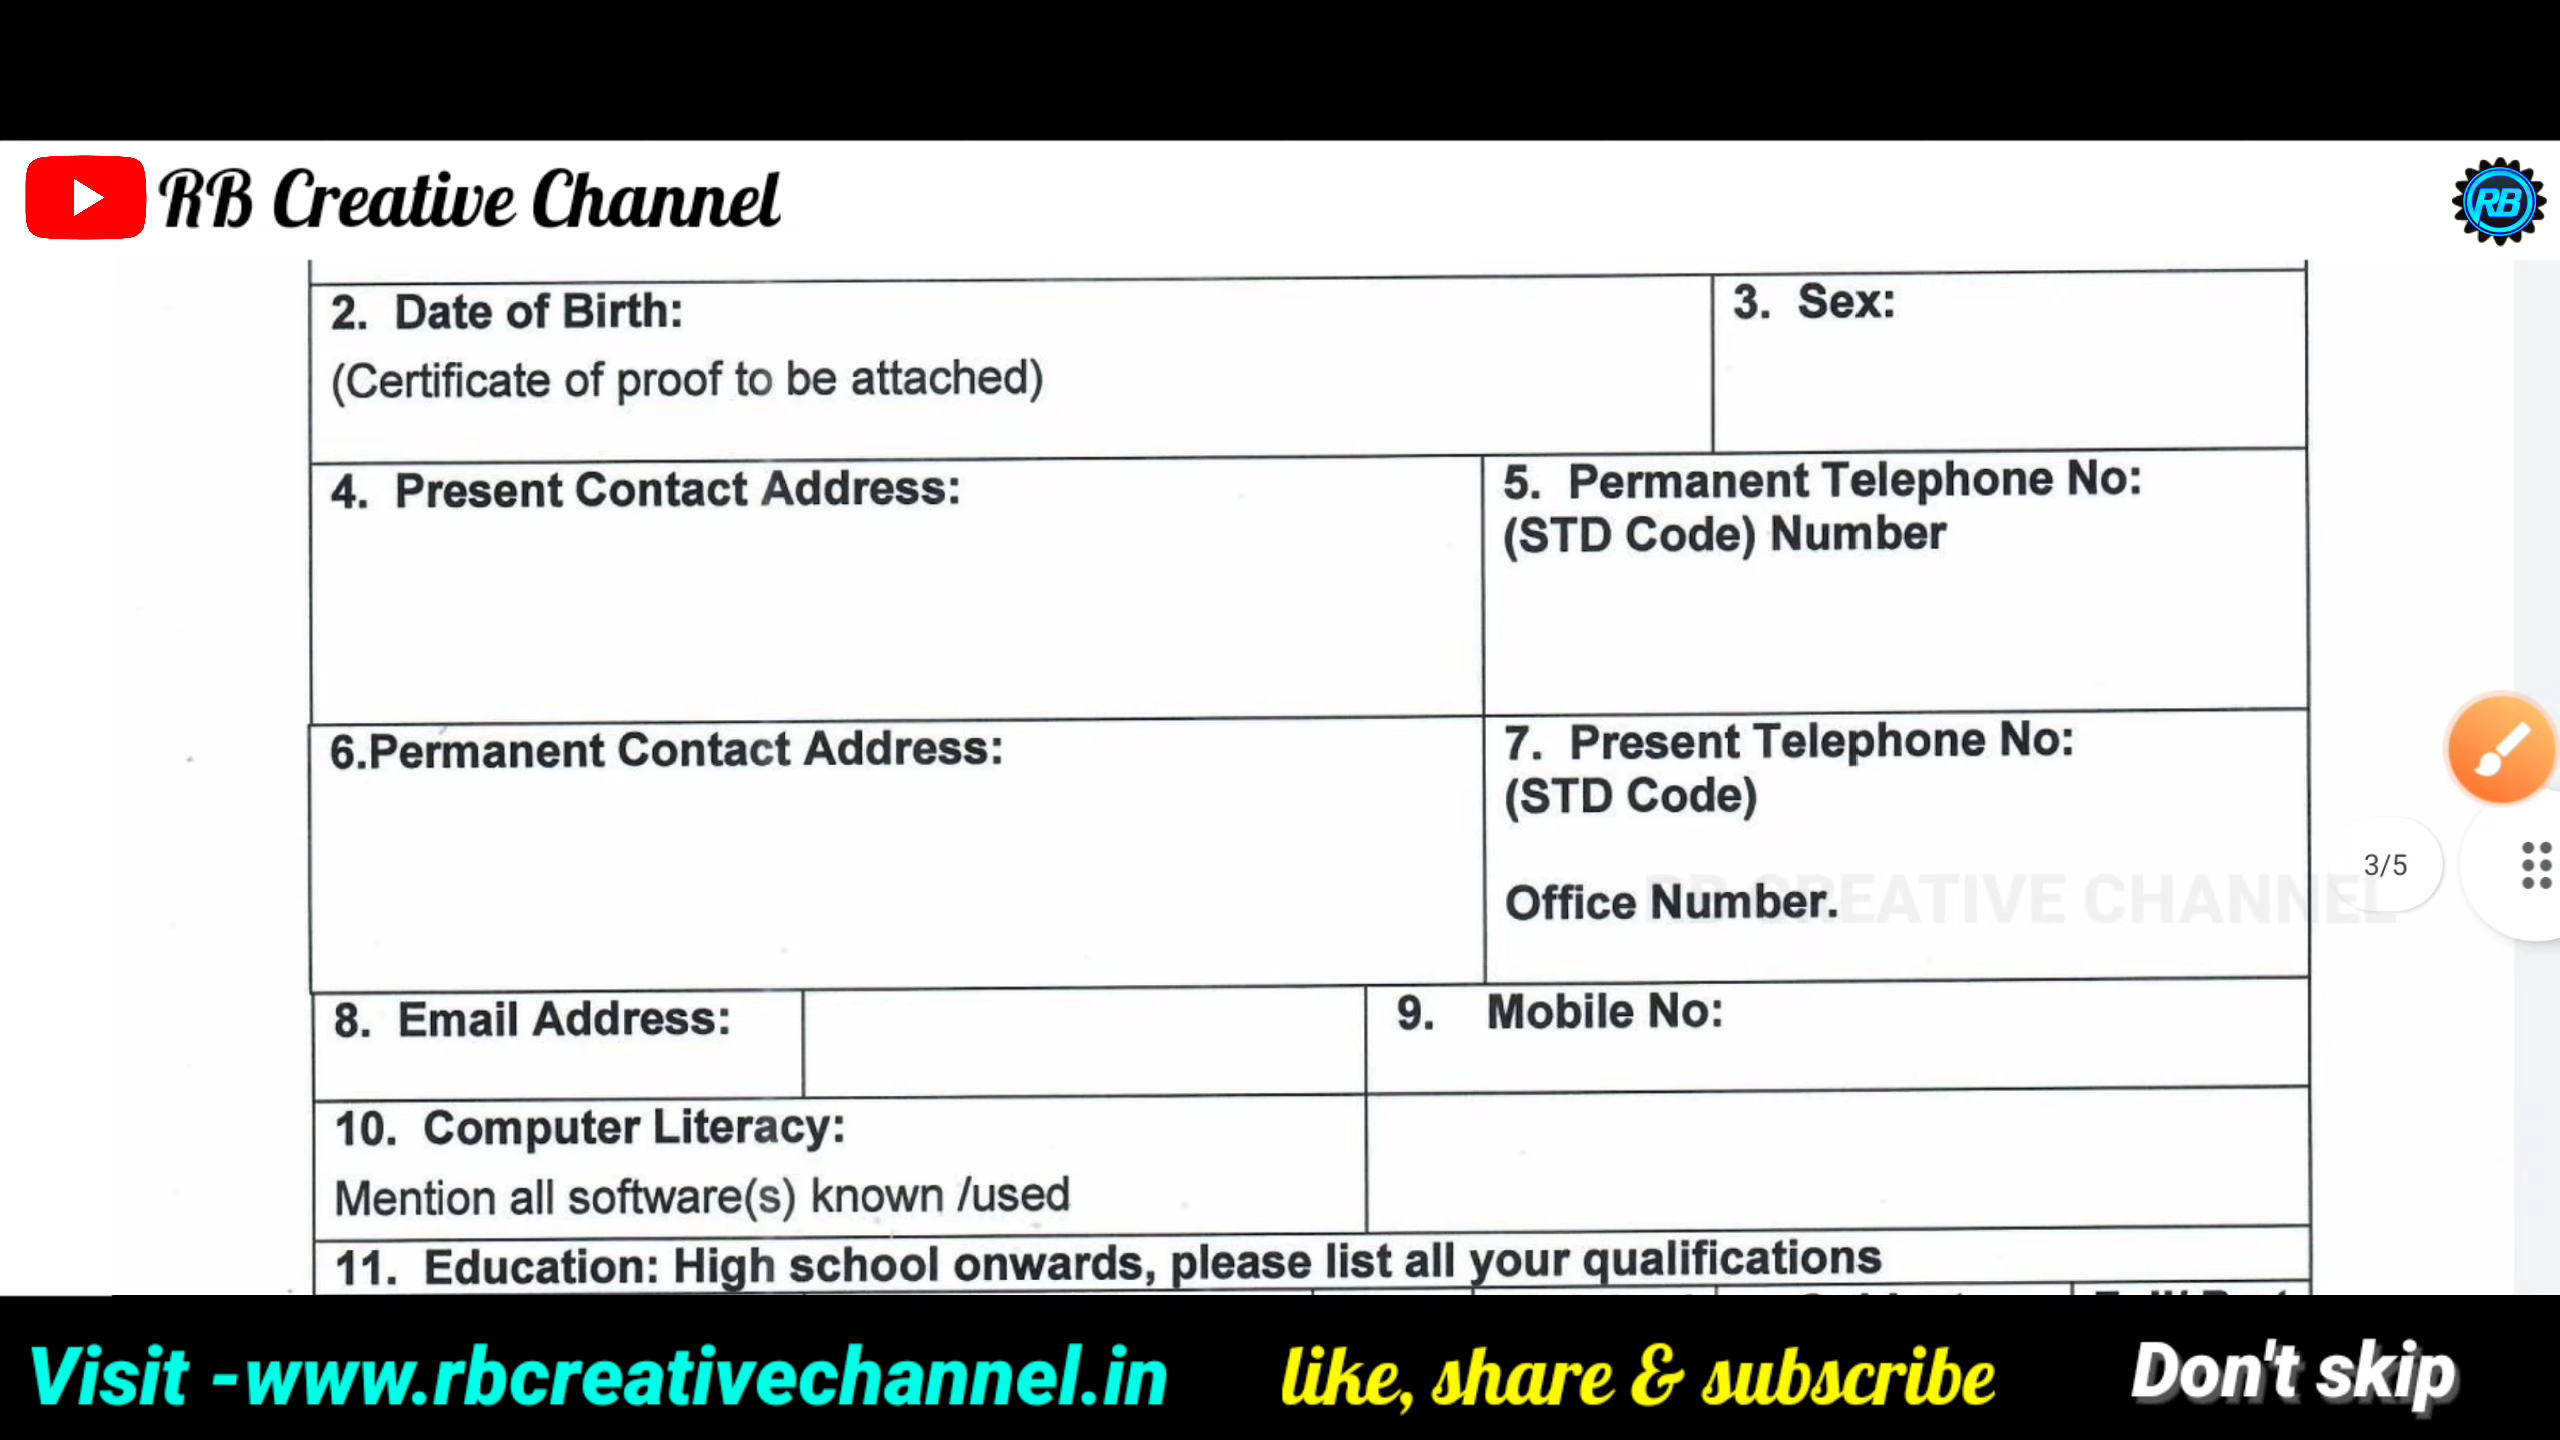 RB Creative Channel
RB
2. Date of Birth:
(Certificate of proof to be attached)
3. Sex:
4. Present Contact Address:
5. Permanent Telephone No:
(STD Code) Number
6.Permanent Contact Address:
7. Present Telephone No:
(STD Code)
Office Number.
3/5
RB CREATIVE CHANNEL
8. Email Address:
9. Mobile No:
10. Computer Literacy:
Mention all software(s) known /used
11. Education: High school onwards, please list all your qualifications
Visit -www.rbcreativechannel.in
like, share & subscribe
Don't skip